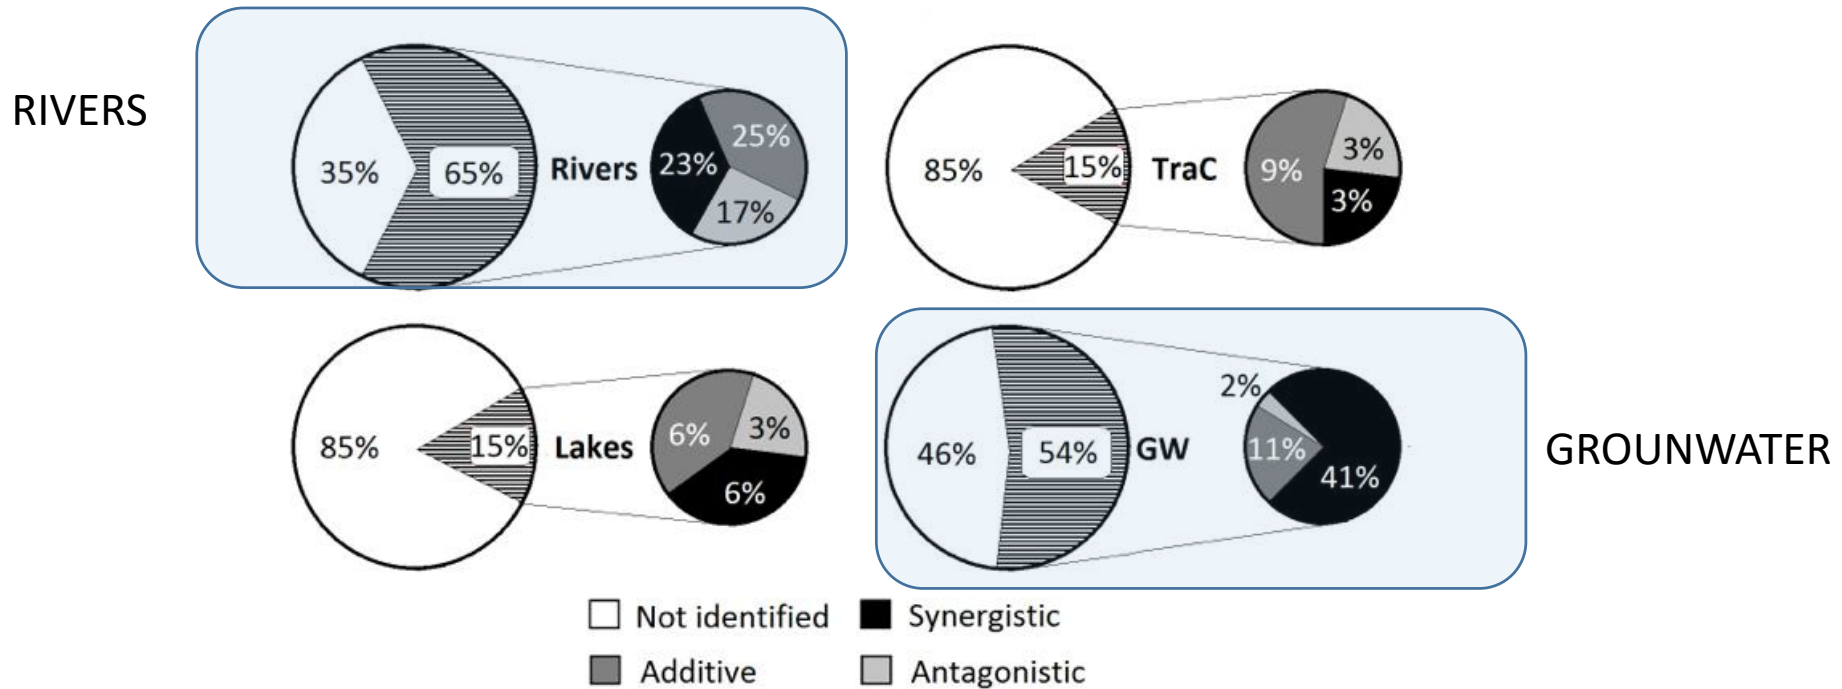 RIVERS
35%
65%
Rivers
23%
25%
17%
85%
15%
TraC
9%
3%
3%
85%
15%
Lakes
6%
3%
6%
46%
54%
GW
2%
11%
41%
GROUNWATER
Not identified
Synergistic
Additive
Antagonistic